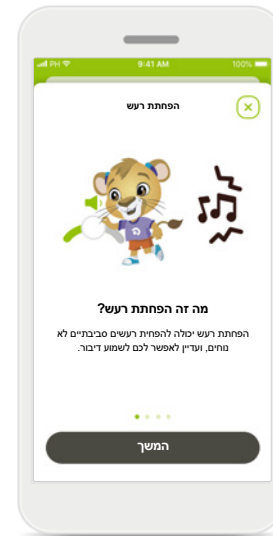 PH
9:41 AM
100%
הפחתת רעש
מה זה הפחתת רעש?
הפחתת רעש יכולה להפחית רעשים סביבתיים לא
נוחים, ועדיין לאפשר לכם לשמוע דיבור.
המשך